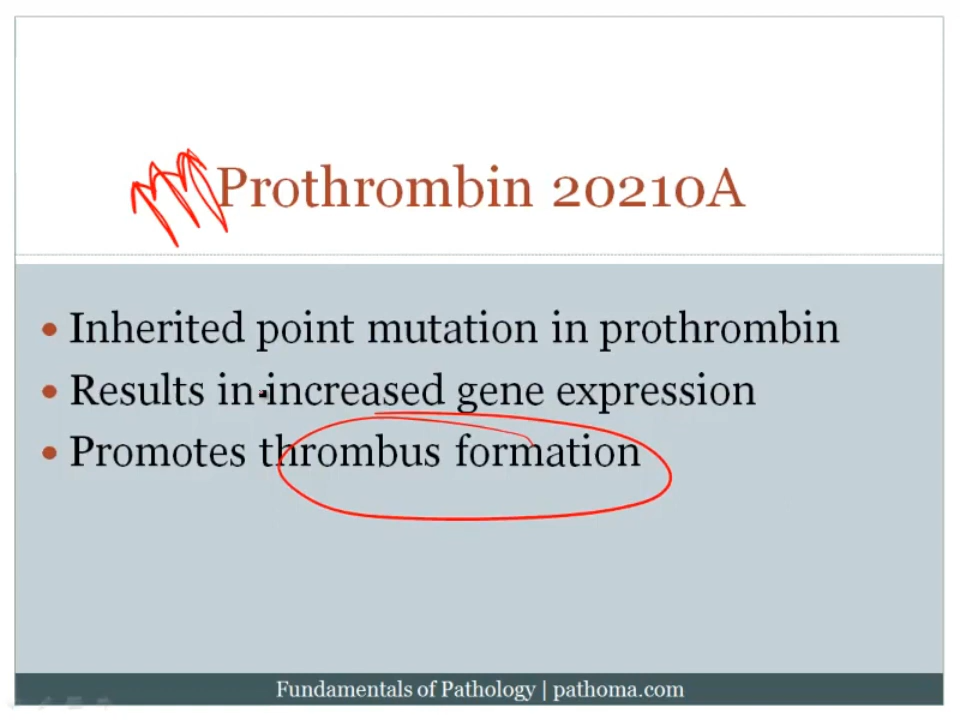 Prothrombin 20210A
• Inherited point mutation in prothrombin
• Results in increased gene expression
• Promotes thrombus formation
Fundamentals of Pathology | pathoma.com